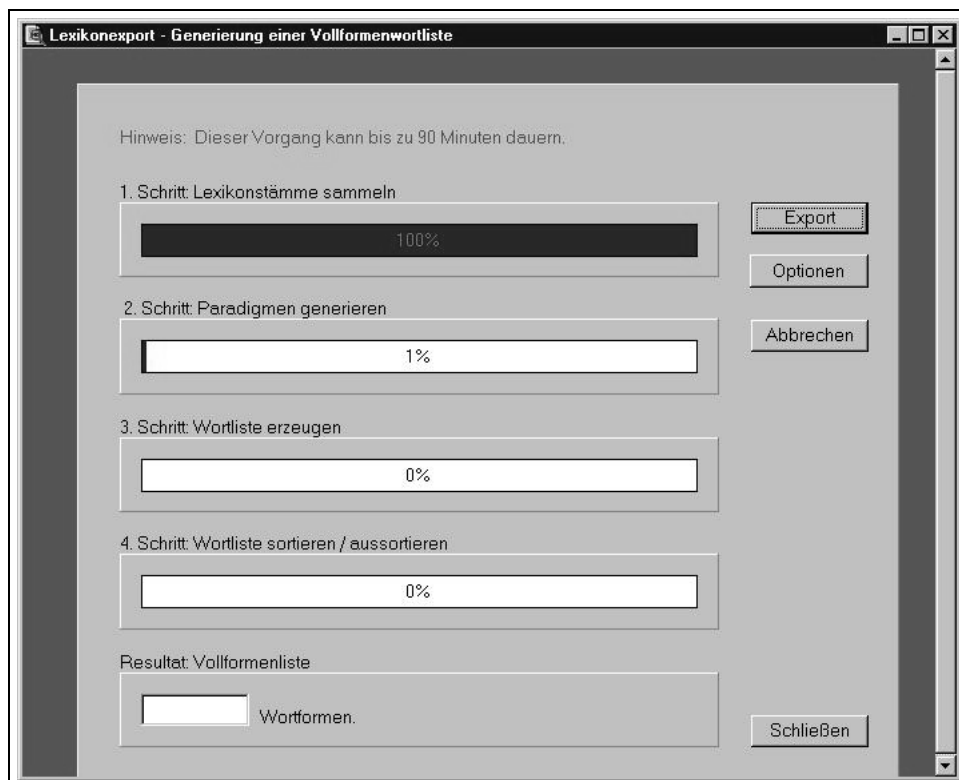 Lexikonexport - Generierung einer Vollformenwortliste
Hinweis: Dieser Vorgang kann bis zu 90 Minuten dauern.
1. Schritt: Lexikonstämme sammeln
100%
Export
Optionen
2. Schritt: Paradigmen generieren
1%
Abbrechen
3. Schritt: Wortliste erzeugen
0%
4. Schritt: Wortliste sortieren / aussortieren
0%
Resultat: Vollformenliste
Wortformen.
Schließen